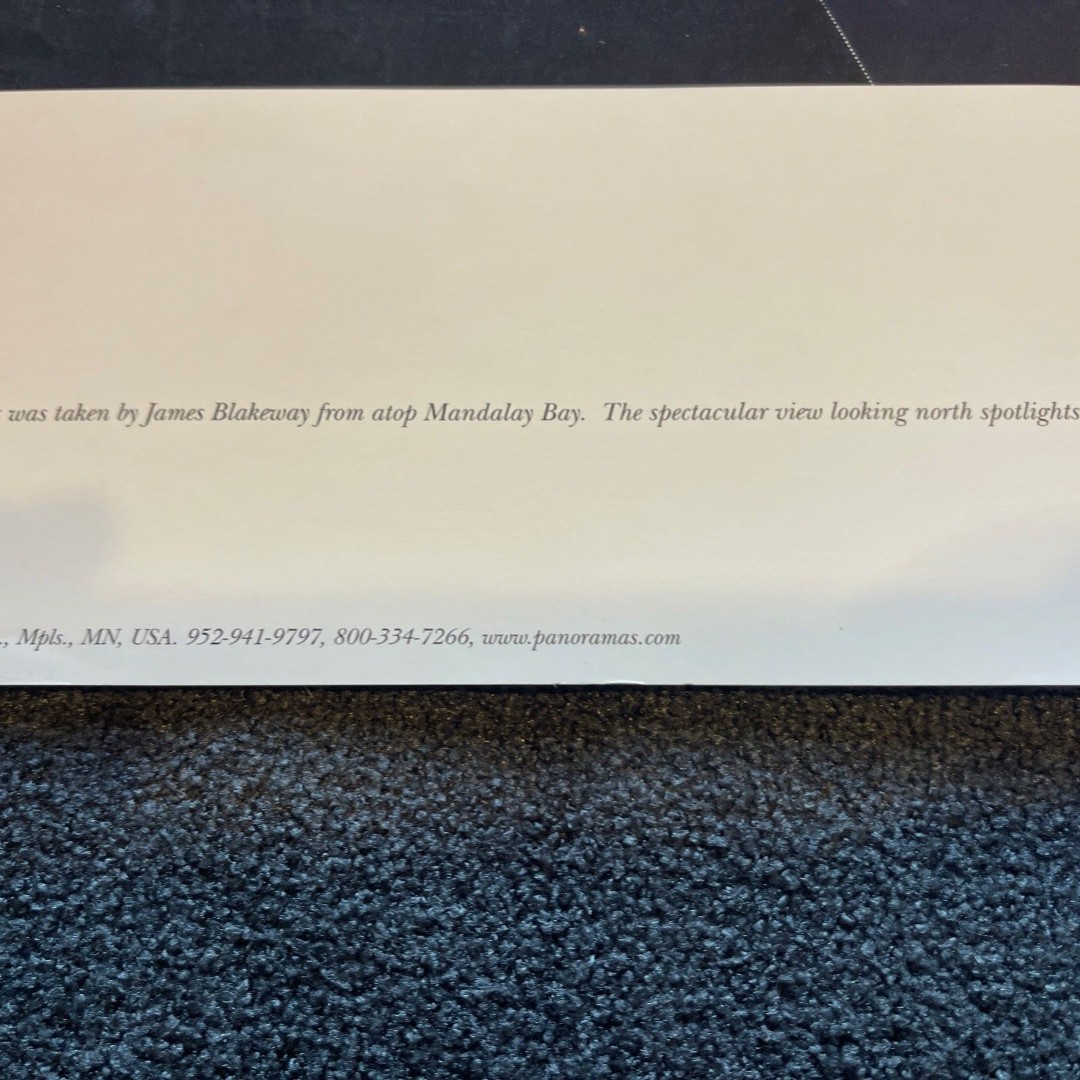 was taken by James Blakeway from atop Mandalay Bay. The spectacular view looking north spotlights
., Mpls., MN, USA. 952-941-9797, 800-334-7266, www.panoramas.com